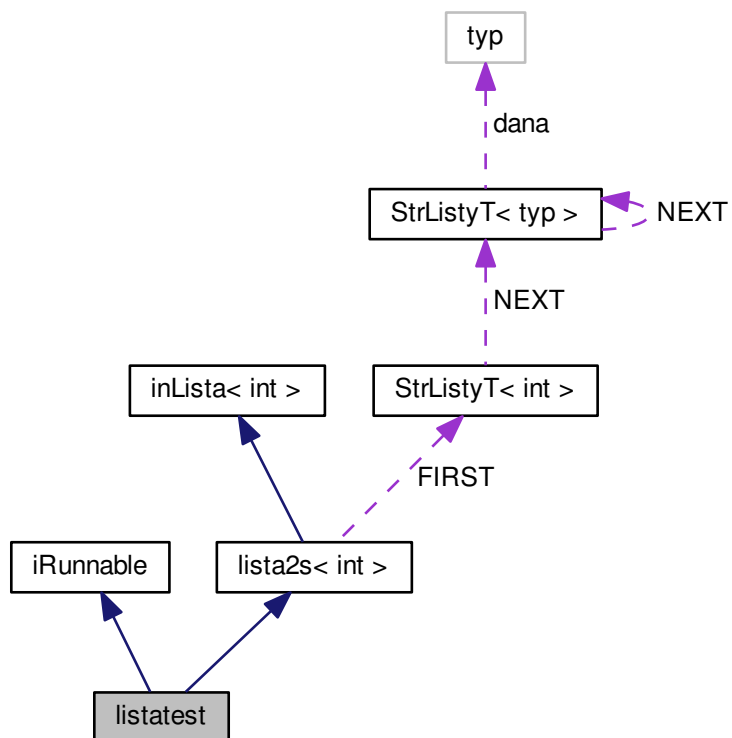 typ
dana
StrListyT< typ >
NEXT
NEXT
inLista< int >
StrListyT< int >
FIRST
iRunnable
lista2s< int >
listatest